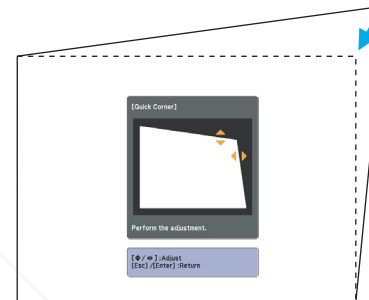 [Quick Corner]
Perform the adjustment.
[ / ] :Adjust
[Esc] /[Enter] :Return